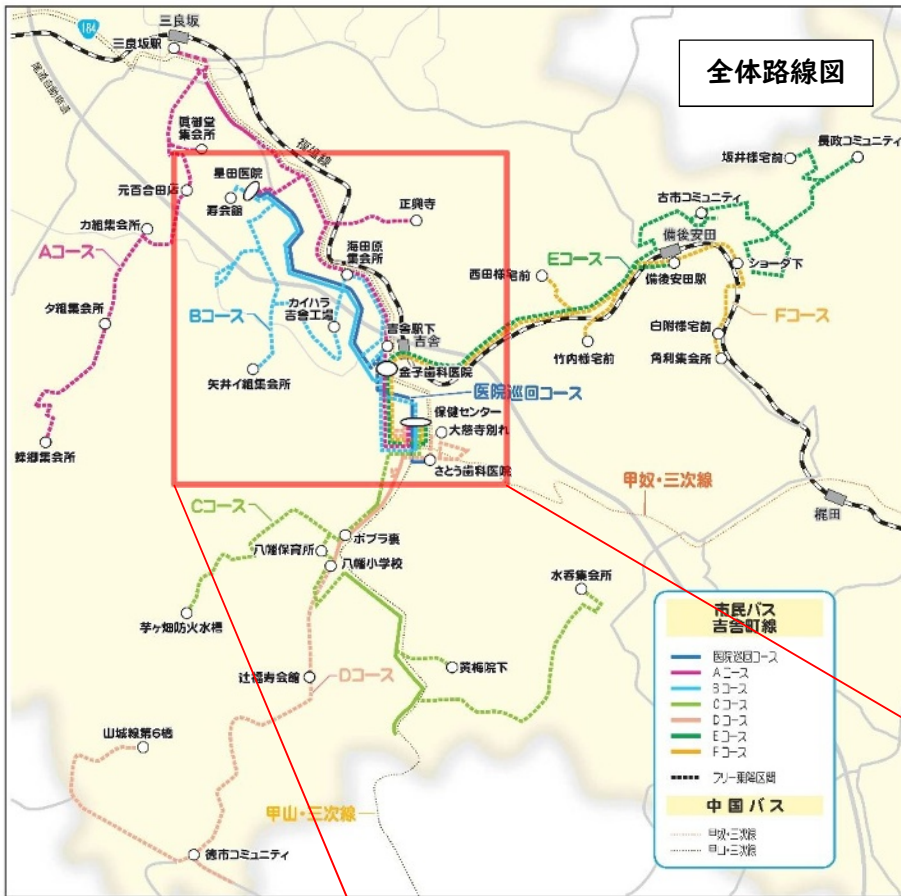 全体路線図
184
三良坂
三良坂駅
尾道自動車道
眞御堂
集会所
福塩線
坂井様宅前
長政コミュニティ
星田医院
元百合田店
寿会館
正興寺
古市コミュニティ
力組集会所
備後安田
Aコース
海田原
集会所
Eコース
西田様宅前
備後安田駅
ショータ下
Bコース
カイハラ
吉舎工場
Fコース
夕組集会所
吉舎駅下
吉舎
白附様宅前
竹内様宅前
角利集会所
矢井イ組集会所
金子歯科医院
医院巡回コース
保健センター
大慈寺別れ
集会所
さとう歯科医院
甲奴・三次線
梶田
Cコース
ポプラ裏
八幡保育所
八幡小学校
水呑集会所
芋ヶ畑防火水槽
市民バス
吉舎町線
医院巡回コース
Aコース
Bコース
Cコース
Dコース
Eコース
Fコース
フリー乗降区間
中国バス
甲奴・三次線
甲山・三次線
黄梅院下
辻福寿会館
Dコース
山城線第6橋
甲山・三次線
徳市コミュニティ